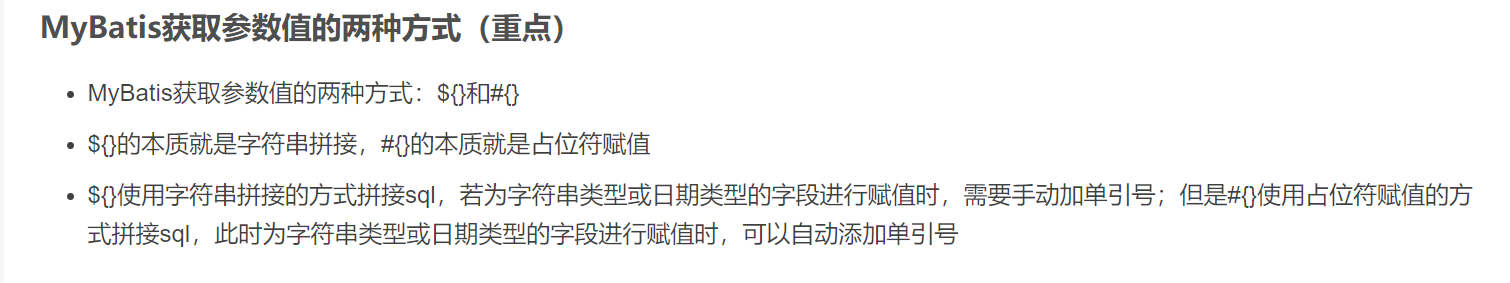 MyBatis获取参数值的两种方式（重点）
MyBatis获取参数值的两种方式：${}和#{}
${}的本质就是字符串拼接，#{}的本质就是占位符赋值
${}使用字符串拼接的方式拼接sql，若为字符串类型或日期类型的字段进行赋值时，需要手动加单引号；但是#{}使用占位符赋值的方
式拼接sql，此时为字符串类型或日期类型的字段进行赋值时，可以自动添加单引号